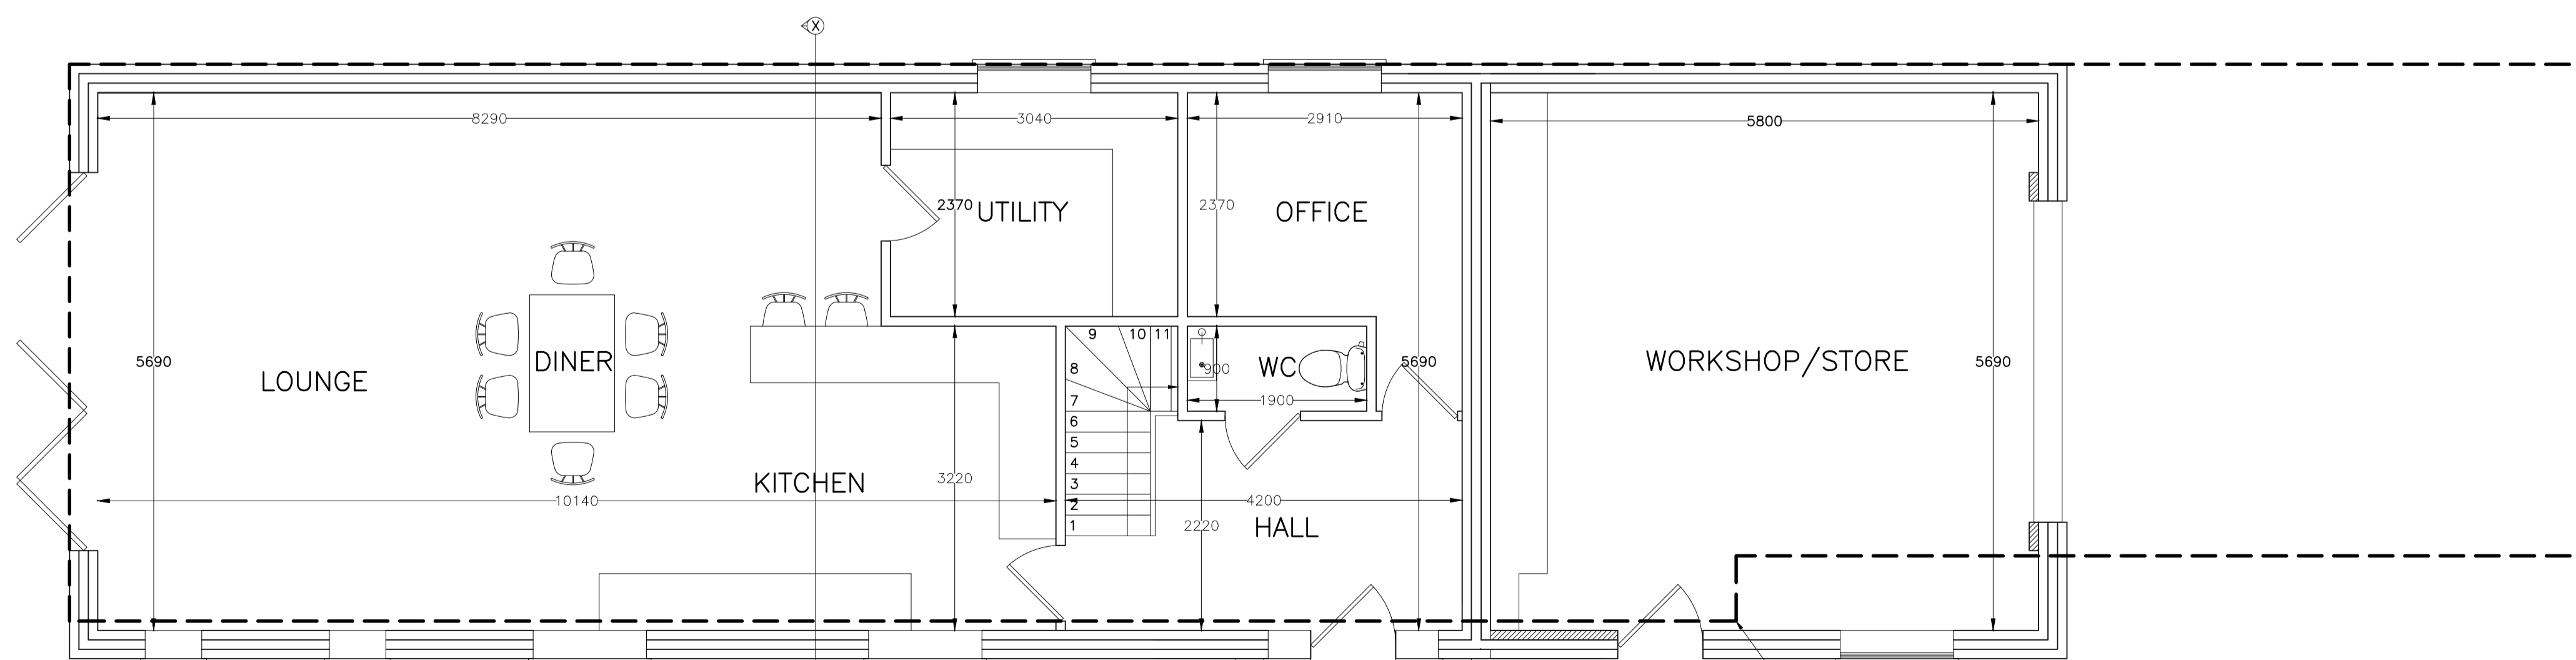 X
8290
3040
2910
5800
2370
UTILITY
2370
OFFICE
9
10
11
5690
DINER
8
WC
900
5690
WORKSHOP/STORE
5690
LOUNGE
7
1900
6
5
4
KITCHEN
3220
3
10140
2
4200
1
2220
HALL